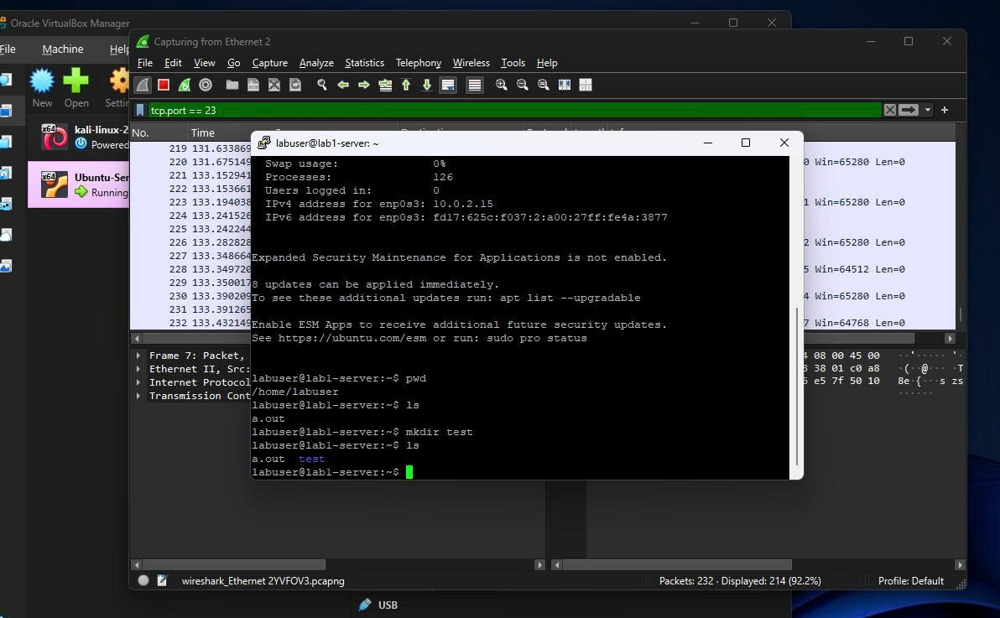 Oracle VirtualBox Manager
File Machine Help
New Open Settin
x64 kali-linux-2
Powered
x64 Ubuntu-Ser
Running
Capturing from Ethernet 2
File Edit View Go Capture Analyze Statistics Telephony Wireless Tools Help
tcp.port == 23
No. Time
219 131.633869
220 131.675149 0 Win=65280 Len=0
221 133.152941
222 133.153661
223 133.194038 1 Win=65280 Len=0
224 133.241526
225 133.242244
226 133.282828 2 Win=65280 Len=0
227 133.348664
228 133.349720 5 Win=64512 Len=0
229 133.350017
230 133.390209 4 Win=65280 Len=0
231 133.391265
232 133.432149 7 Win=64768 Len=0
Frame 7: Packet,
Ethernet II, Src:
Internet Protocol
Transmission Cont
4 08 00 45 00 ··'····· '·
38 01 c0 a8 ·(··@··· ·T
e5 7f 50 10 8e·{···s zs
······
labuser@lab1-server: ~
Swap usage: 0%
Processes: 126
Users logged in: 0
IPv4 address for enp0s3: 10.0.2.15
IPv6 address for enp0s3: fd17:625c:f037:2:a00:27ff:fe4a:3877
Expanded Security Maintenance for Applications is not enabled.
8 updates can be applied immediately.
To see these additional updates run: apt list --upgradable
Enable ESM Apps to receive additional future security updates.
See https://ubuntu.com/esm or run: sudo pro status
labuser@lab1-server:~$ pwd
/home/labuser
labuser@lab1-server:~$ ls
a.out
labuser@lab1-server:~$ mkdir test
labuser@lab1-server:~$ ls
a.out test
labuser@lab1-server:~$
wireshark_Ethernet 2YVFOV3.pcapng
Packets: 232 · Displayed: 214 (92.2%)
Profile: Default
USB